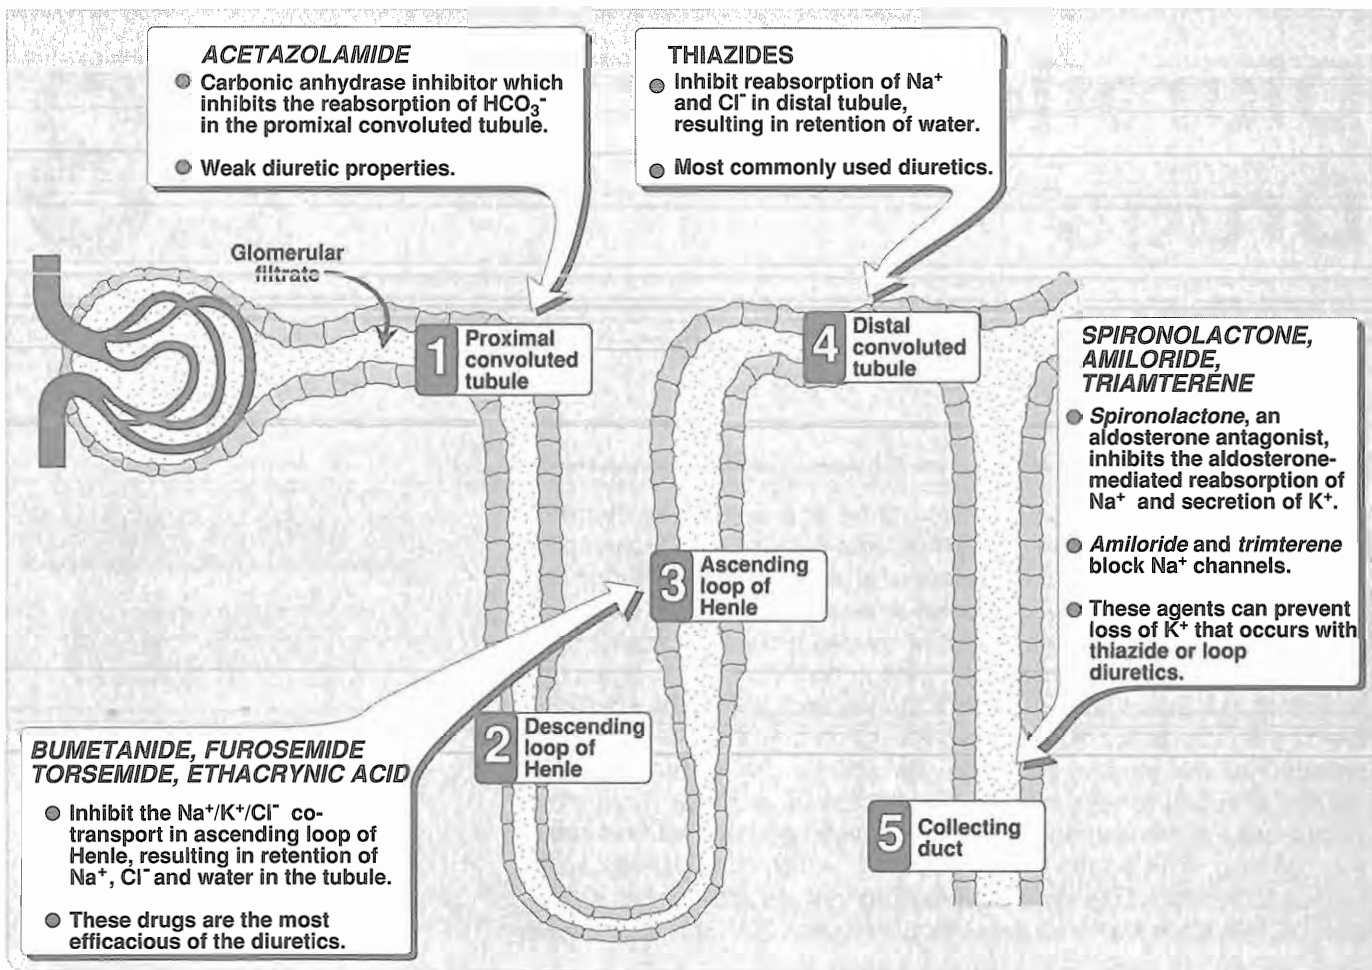 ACETAZOLAMIDE
Carbonic anhydrase inhibitor which
inhibits the reabsorption of HCO₃⁻
in the promixal convoluted tubule.
Weak diuretic properties.
THIAZIDES
Inhibit reabsorption of Na⁺
and Cl⁻ in distal tubule,
resulting in retention of water.
Most commonly used diuretics.
Glomerular
filtrate
1
Proximal
convoluted
tubule
4
Distal
convoluted
tubule
SPIRONOLACTONE,
AMILORIDE,
TRIAMTERENE
Spironolactone, an
aldosterone antagonist,
inhibits the aldosterone-
mediated reabsorption of
Na⁺ and secretion of K⁺.
Amiloride and trimterene
block Na⁺ channels.
These agents can prevent
loss of K⁺ that occurs with
thiazide or loop
diuretics.
3
Ascending
loop of
Henle
2
Descending
loop of
Henle
BUMETANIDE, FUROSEMIDE
TORSEMIDE, ETHACRYNIC ACID
Inhibit the Na⁺/K⁺/Cl⁻ co-
transport in ascending loop of
Henle, resulting in retention of
Na⁺, Cl⁻ and water in the tubule.
These drugs are the most
efficacious of the diuretics.
5
Collecting
duct